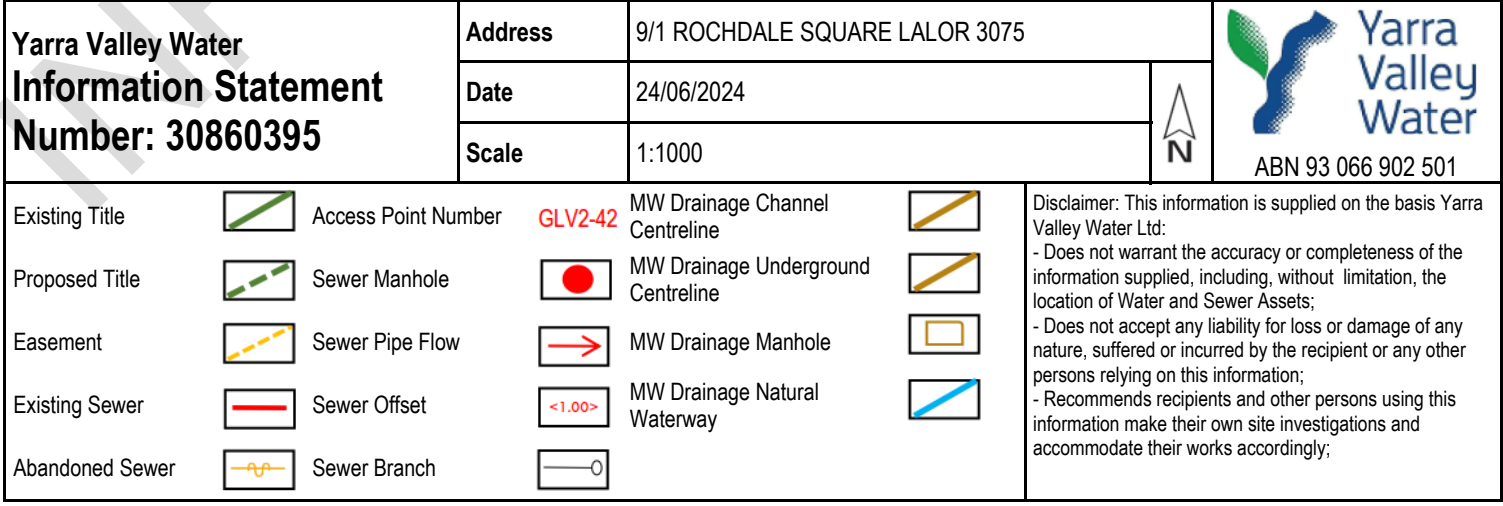 Yarra Valley Water
Information Statement
Number: 30860395
Address
9/1 ROCHDALE SQUARE LALOR 3075
Date
24/06/2024
Scale
1:1000
N
Yarra
Valley
Water
ABN 93 066 902 501
Existing Title
Access Point Number
GLV2-42
MW Drainage Channel
Centreline
Proposed Title
Sewer Manhole
MW Drainage Underground
Centreline
Easement
Sewer Pipe Flow
MW Drainage Manhole
Existing Sewer
Sewer Offset
<1.00>
MW Drainage Natural
Waterway
Abandoned Sewer
Sewer Branch
Disclaimer: This information is supplied on the basis Yarra
Valley Water Ltd:
- Does not warrant the accuracy or completeness of the
information supplied, including, without limitation, the
location of Water and Sewer Assets;
- Does not accept any liability for loss or damage of any
nature, suffered or incurred by the recipient or any other
persons relying on this information;
- Recommends recipients and other persons using this
information make their own site investigations and
accommodate their works accordingly;